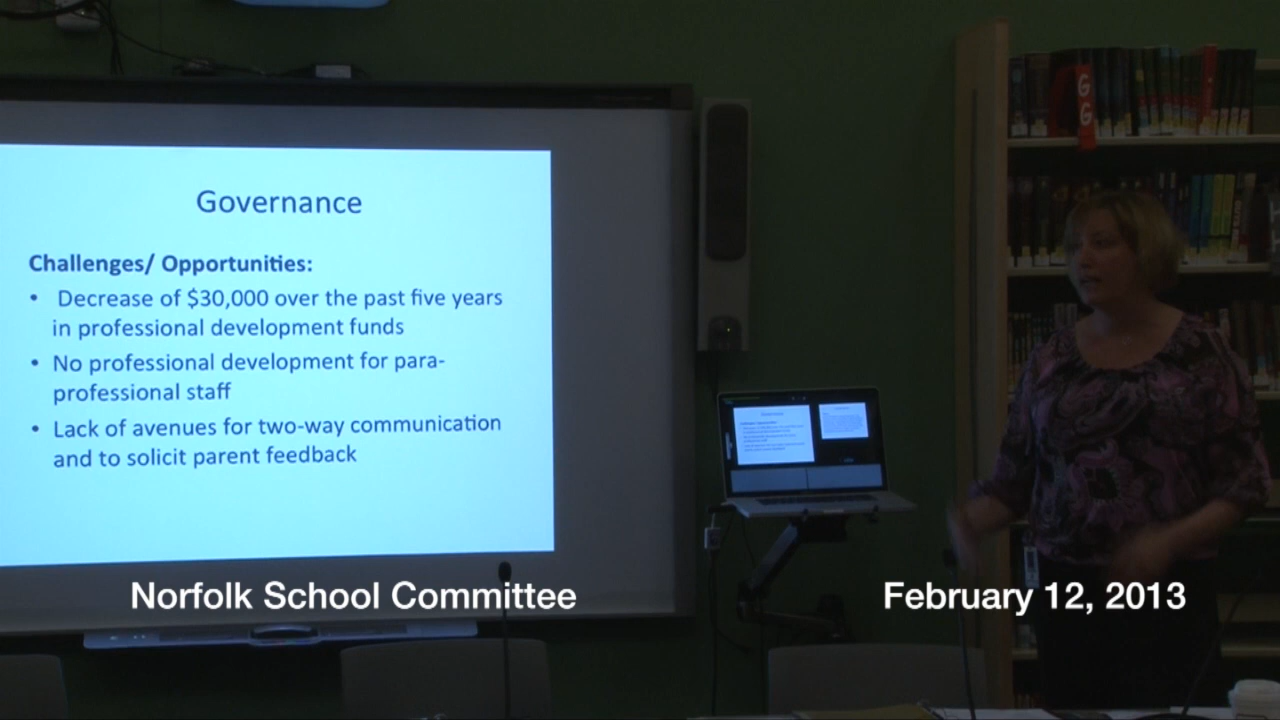 Governance
Challenges/ Opportunities:
• Decrease of $30,000 over the past five years
in professional development funds
• No professional development for para-
professional staff
• Lack of avenues for two-way communication
and to solicit parent feedback
G
G
Norfolk School Committee
February 12, 2013